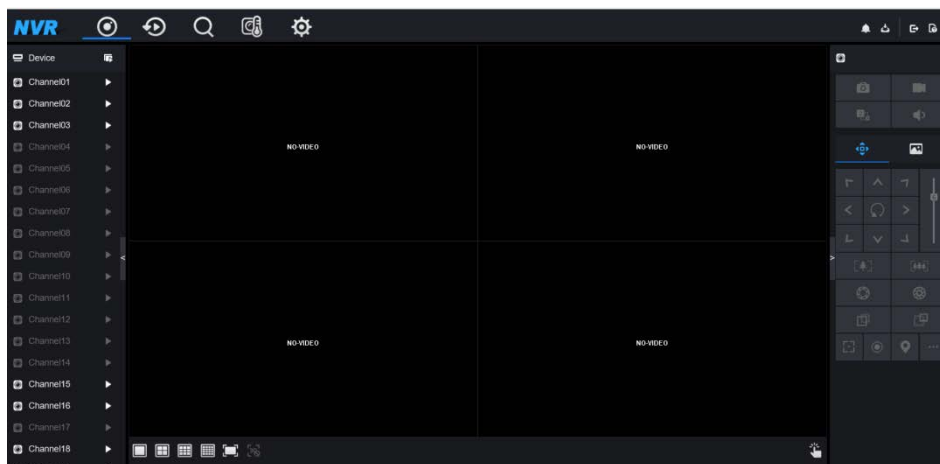 NVR
Device
Channel01
Channel02
Channel03
Channel04
Channel05
Channel06
Channel07
Channel08
Channel09
Channel10
Channel11
Channel12
Channel13
Channel14
Channel15
Channel16
Channel17
Channel18
NO-VIDEO
NO-VIDEO
NO-VIDEO
NO-VIDEO